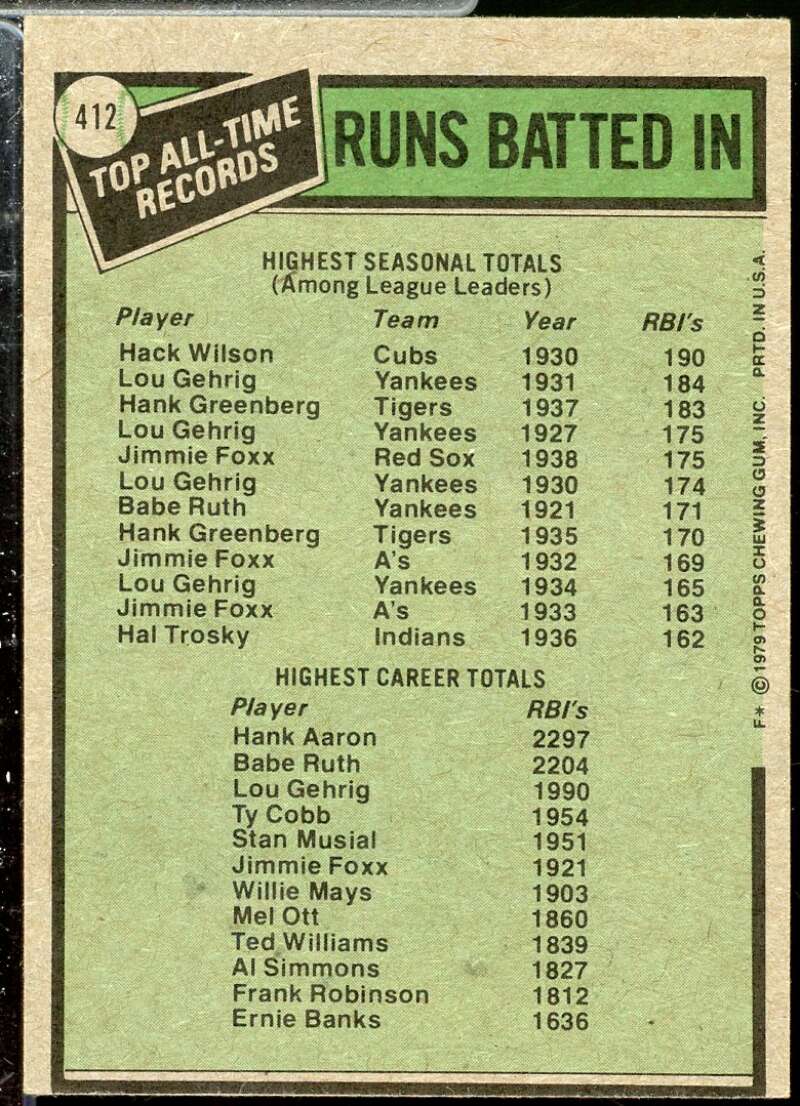 412
TOP ALL-TIME
RECORDS
RUNS BATTED IN
HIGHEST SEASONAL TOTALS
(Among League Leaders)
Player Team Year RBI's
Hack Wilson Cubs 1930 190
Lou Gehrig Yankees 1931 184
Hank Greenberg Tigers 1937 183
Lou Gehrig Yankees 1927 175
Jimmie Foxx Red Sox 1938 175
Lou Gehrig Yankees 1930 174
Babe Ruth Yankees 1921 171
Hank Greenberg Tigers 1935 170
Jimmie Foxx A's 1932 169
Lou Gehrig Yankees 1934 165
Jimmie Foxx A's 1933 163
Hal Trosky Indians 1936 162
HIGHEST CAREER TOTALS
Player RBI's
Hank Aaron 2297
Babe Ruth 2204
Lou Gehrig 1990
Ty Cobb 1954
Stan Musial 1951
Jimmie Foxx 1921
Willie Mays 1903
Mel Ott 1860
Ted Williams 1839
Al Simmons 1827
Frank Robinson 1812
Ernie Banks 1636
F* © 1979 TOPPS CHEWING GUM, INC. PRTD. IN U.S.A.